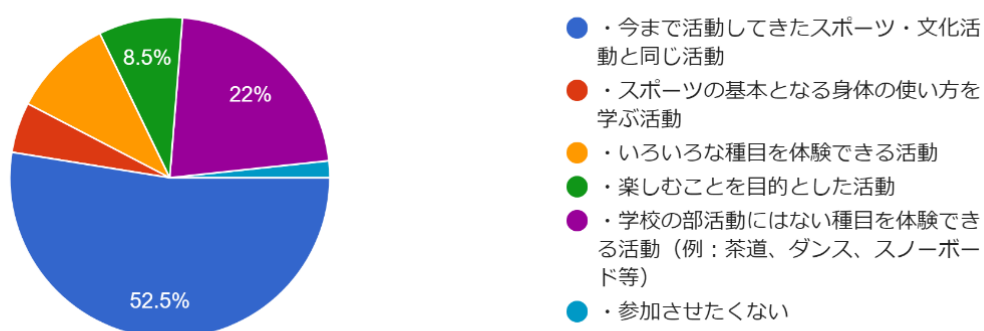 8.5%
22%
52.5%
・今まで活動してきたスポーツ・文化活
動と同じ活動
・スポーツの基本となる身体の使い方を
学ぶ活動
・いろいろな種目を体験できる活動
・楽しむことを目的とした活動
・学校の部活動にはない種目を体験でき
る活動（例：茶道、ダンス、スノーボー
ド等）
・参加させたくない